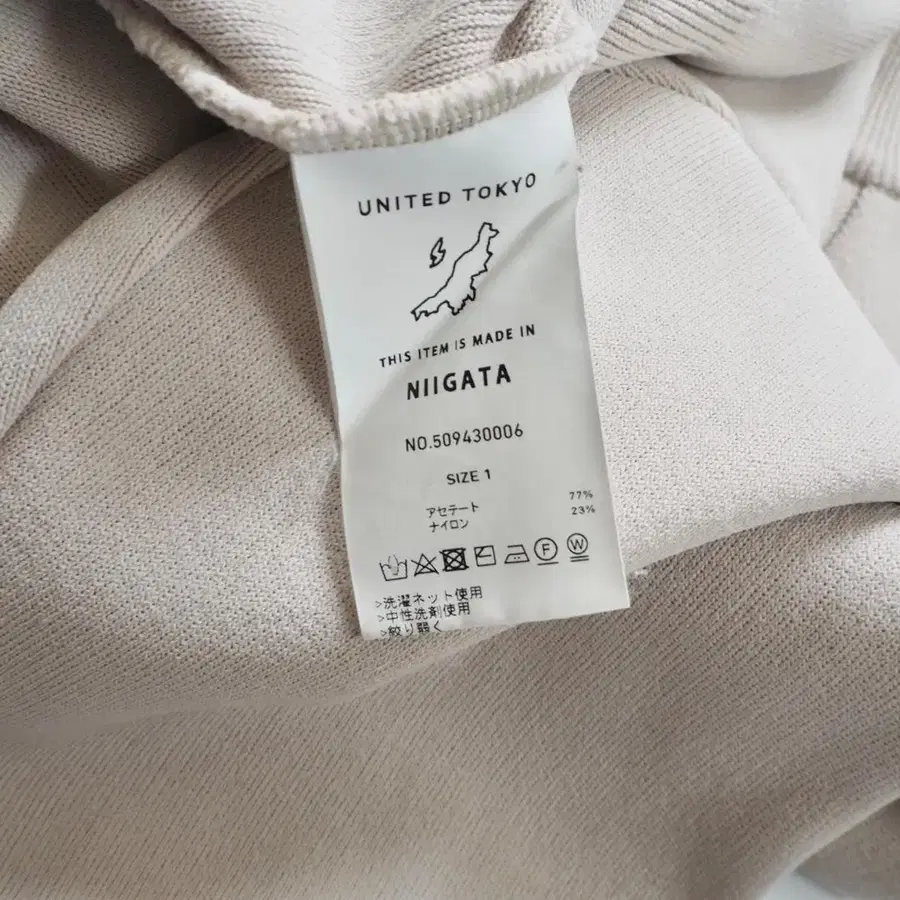 UNITED TOKYO
THIS ITEM IS MADE IN
NIIGATA
NO.509430006
SIZE 1
アセテート 77%
ナイロン 23%
F W
>洗濯ネット使用
>中性洗剤使用
>絞り弱く